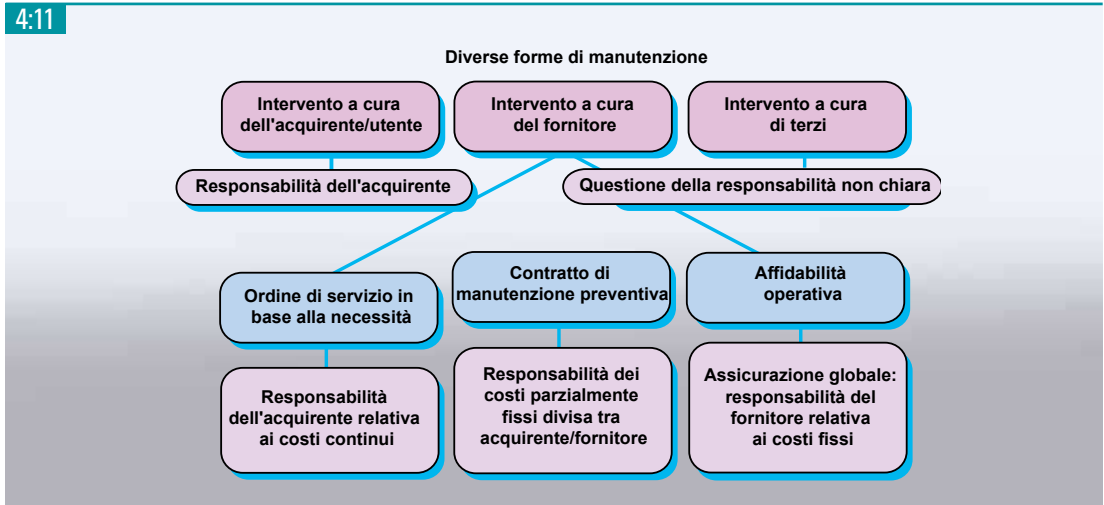 4:11
Diverse forme di manutenzione
Intervento a cura
dell'acquirente/utente
Intervento a cura
del fornitore
Intervento a cura
di terzi
Responsabilità dell'acquirente
Questione della responsabilità non chiara
Ordine di servizio in
base alla necessità
Contratto di
manutenzione preventiva
Affidabilità
operativa
Responsabilità
dell'acquirente relativa
ai costi continui
Responsabilità dei
costi parzialmente
fissi divisa tra
acquirente/fornitore
Assicurazione globale:
responsabilità del
fornitore relativa
ai costi fissi